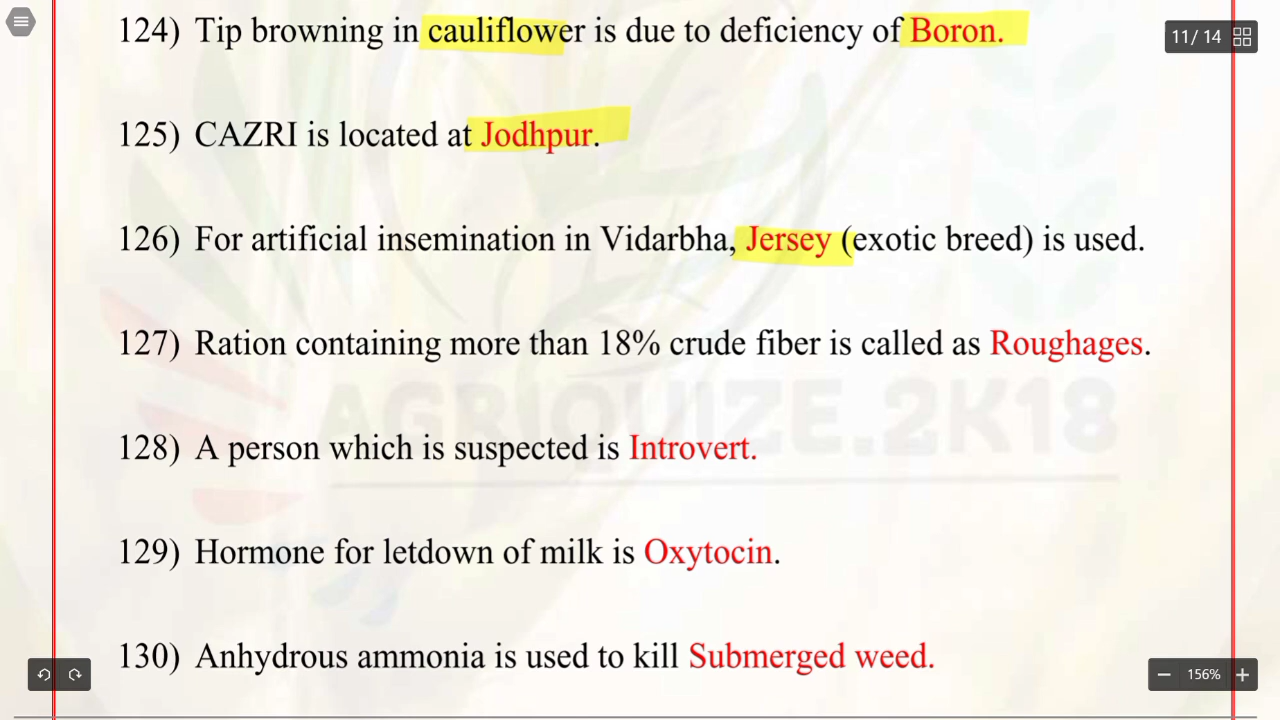 124) Tip browning in cauliflower is due to deficiency of Boron.
11/ 14
125) CAZRI is located at Jodhpur.
126) For artificial insemination in Vidarbha, Jersey (exotic breed) is used.
127) Ration containing more than 18% crude fiber is called as Roughages.
AGRIQUIZE.2K18
128) A person which is suspected is Introvert.
129) Hormone for letdown of milk is Oxytocin.
130) Anhydrous ammonia is used to kill Submerged weed.
156%